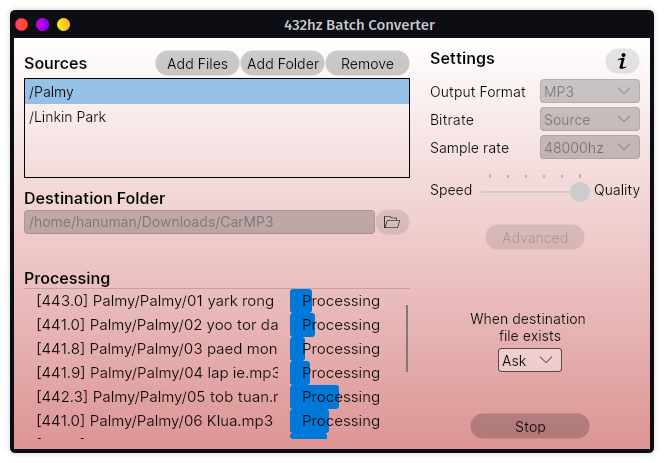 432hz Batch Converter
Sources
Add Files
Add Folder
Remove
/Palmy
/Linkin Park
Destination Folder
/home/hanuman/Downloads/CarMP3
Processing
[443.0] Palmy/Palmy/01 yark rong Processing
[441.0] Palmy/Palmy/02 yoo tor da Processing
[441.8] Palmy/Palmy/03 paed mon Processing
[441.9] Palmy/Palmy/04 lap ie.mp3 Processing
[442.3] Palmy/Palmy/05 tob tuan.r Processing
[441.0] Palmy/Palmy/06 Klua.mp3 Processing
Settings
i
Output Format MP3
Bitrate Source
Sample rate 48000hz
Speed Quality
Advanced
When destination
file exists
Ask
Stop